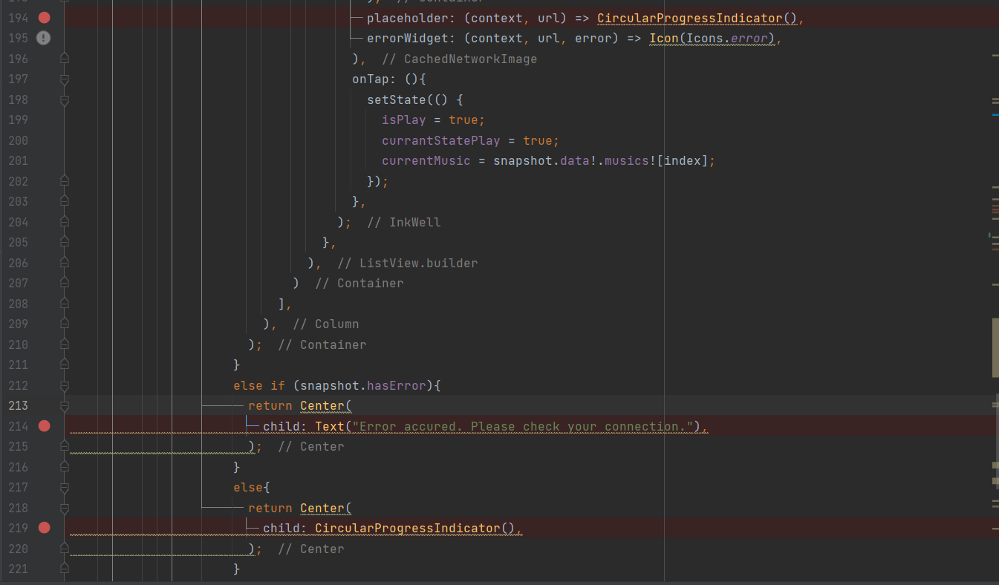 ); // Container
194 placeholder: (context, url) => CircularProgressIndicator(),
195 errorWidget: (context, url, error) => Icon(Icons.error),
196 ), // CachedNetworkImage
197 onTap: (){
198 setState(() {
199 isPlay = true;
200 currantStatePlay = true;
201 currentMusic = snapshot.data!.musics![index];
202 });
203 },
204 ); // InkWell
205 },
206 ), // ListView.builder
207 ) // Container
208 ],
209 ), // Column
210 ); // Container
211 }
212 else if (snapshot.hasError){
213 return Center(
214 child: Text("Error accured. Please check your connection."),
215 ); // Center
216 }
217 else{
218 return Center(
219 child: CircularProgressIndicator(),
220 ); // Center
221 }